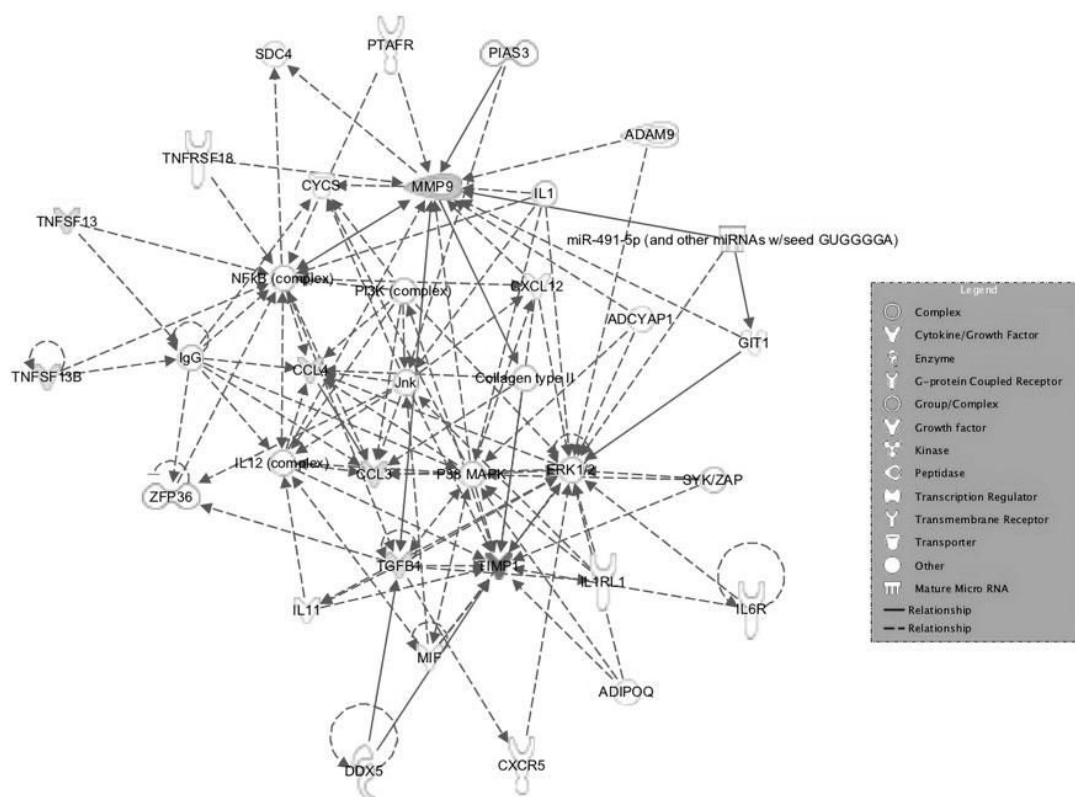 PTAFR
SDC4
PIAS3
ADAM9
TNFRSF18
CYCS
MMP9
IL1
TNFSF13
miR-491-5p (and other miRNAs w/seed GUGGGGA)
NFkB (complex)
PI3K (complex)
CXCL12
ADCYAP1
GIT1
IgG
TNFSF13B
CCL4
Jnk
Collagen type II
IL12 (complex)
CCL3
P38 MAPK
ERK1/2
SYK/ZAP
ZFP36
TGFB1
TIMP1
IL1RL1
IL11
IL6R
MIF
ADIPOQ
DDX5
CXCR5
Legend
Complex
Cytokine/Growth Factor
Enzyme
G-protein Coupled Receptor
Group/Complex
Growth factor
Kinase
Peptidase
Transcription Regulator
Transmembrane Receptor
Transporter
Other
Mature Micro RNA
Relationship
Relationship